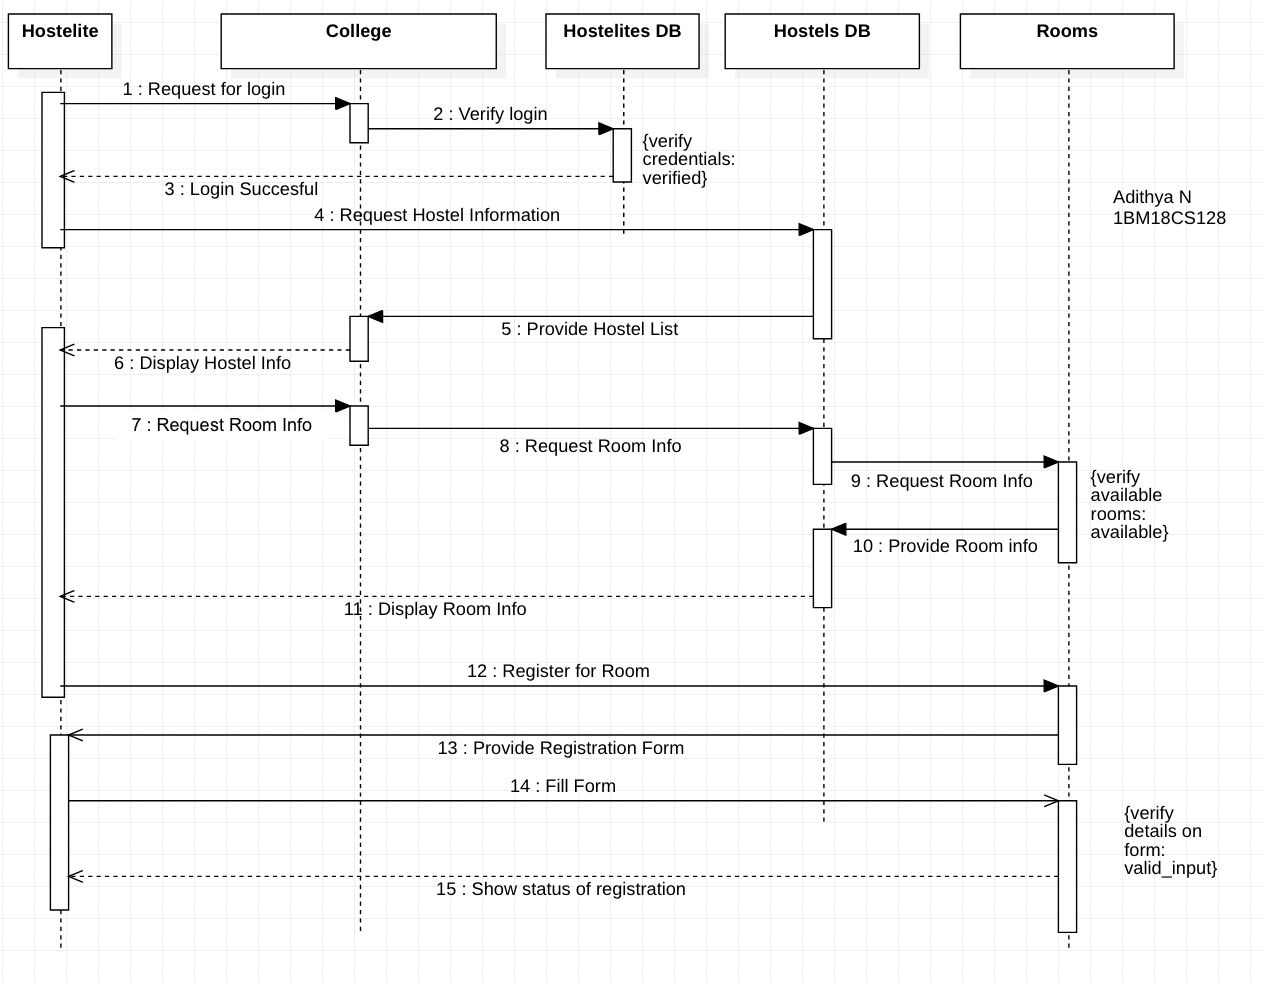 Hostelite
College
Hostelites DB
Hostels DB
Rooms
1 : Request for login
2 : Verify login
{verify
credentials:
verified}
3 : Login Succesful
Adithya N
1BM18CS128
4 : Request Hostel Information
5 : Provide Hostel List
6 : Display Hostel Info
7 : Request Room Info
8 : Request Room Info
9 : Request Room Info
{verify
available
rooms:
available}
10 : Provide Room info
11 : Display Room Info
12 : Register for Room
13 : Provide Registration Form
14 : Fill Form
{verify
details on
form:
valid_input}
15 : Show status of registration